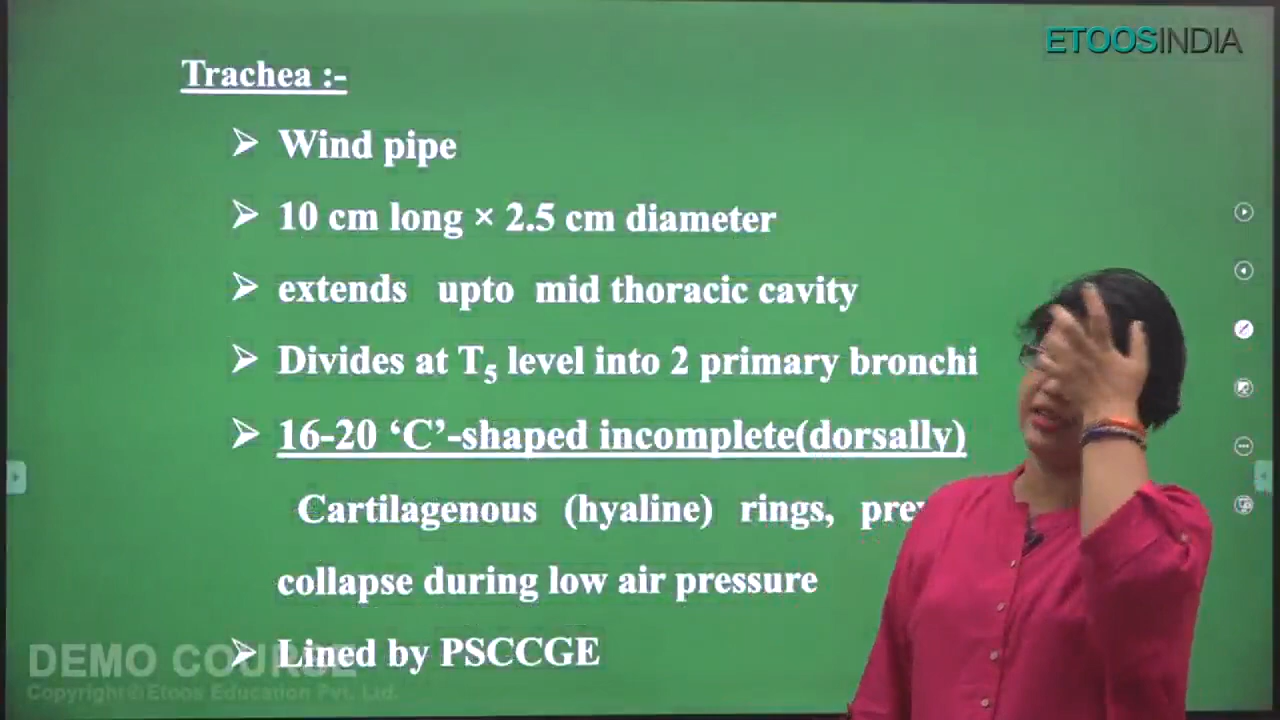 ETOOSINDIA
Trachea :-
➢ Wind pipe
➢ 10 cm long × 2.5 cm diameter
➢ extends upto mid thoracic cavity
➢ Divides at T₅ level into 2 primary bronchi
➢ 16-20 ‘C’-shaped incomplete(dorsally)
Cartilagenous (hyaline) rings,
collapse during low air pressure
➢ Lined by PSCCGE
DEMO COURSE
Copyright © Etoos Education Pvt. Ltd.